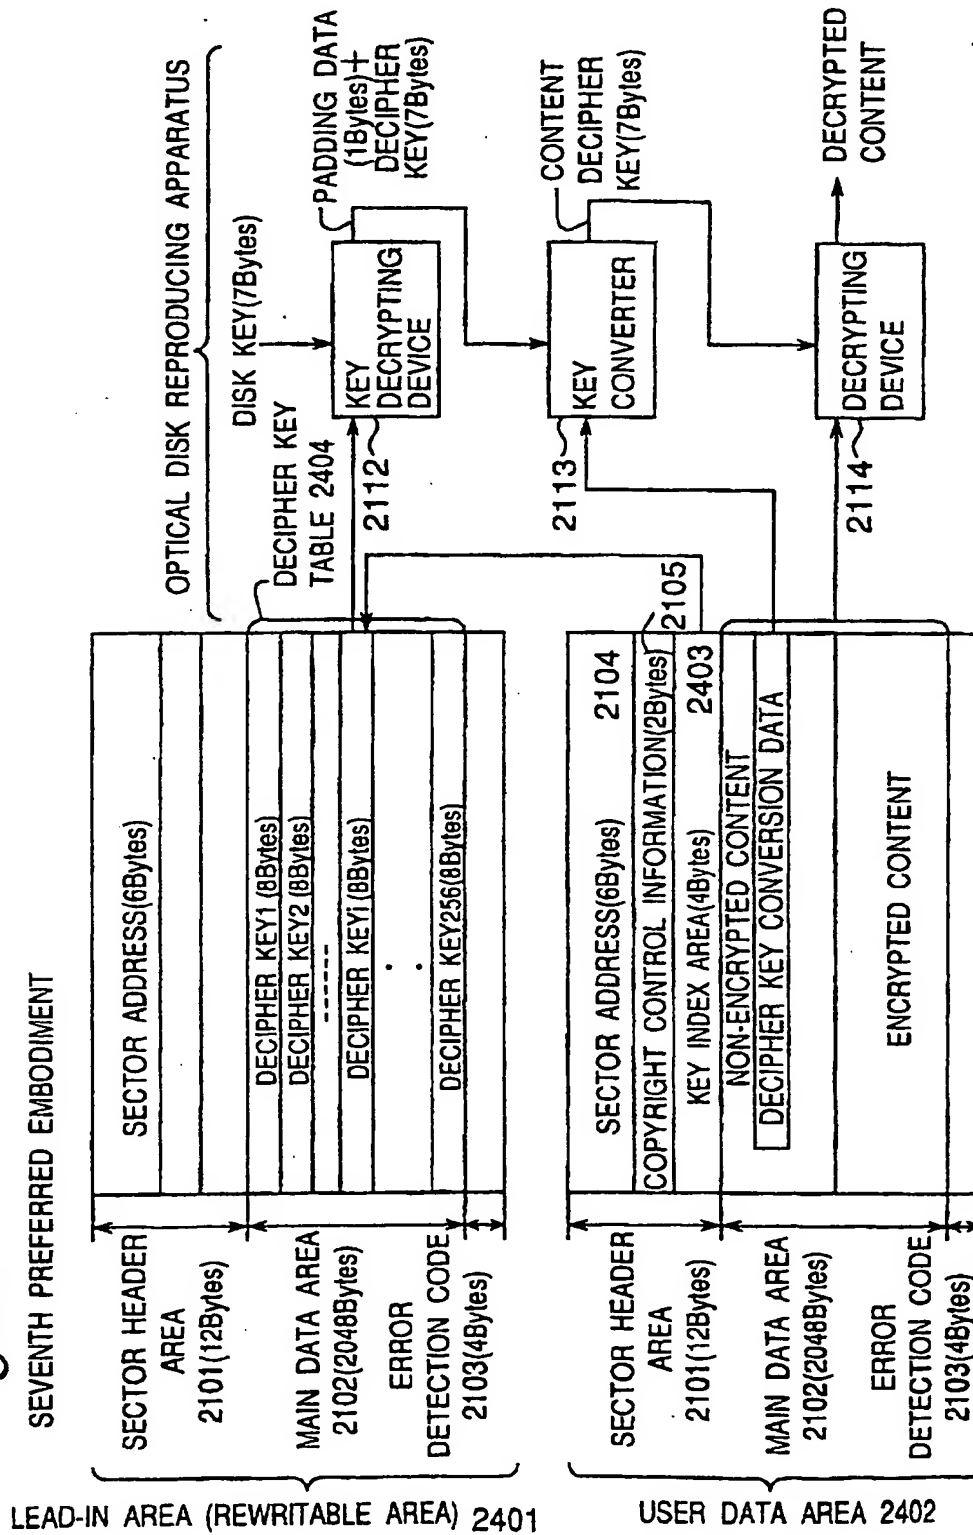 SEVENTH PREFERRED EMBODIMENT
OPTICAL DISK REPRODUCING APPARATUS
LEAD-IN AREA (REWRITABLE AREA) 2401
SECTOR HEADER
AREA
2101(12Bytes)
MAIN DATA AREA
2102(2048Bytes)
ERROR
DETECTION CODE
2103(4Bytes)
SECTOR ADDRESS(6Bytes)
DECIPHER KEY1(8Bytes)
DECIPHER KEY2 (8Bytes)
DECIPHER KEYi(8Bytes)
DECIPHER KEY256(8Bytes)
DECIPHER KEY
TABLE 2404
DISK KEY(7Bytes)
KEY
DECRYPTING
DEVICE
2112
PADDING DATA
(1Bytes)+
DECIPHER
KEY(7Bytes)
KEY
CONVERTER
2113
CONTENT
DECIPHER
KEY(7Bytes)
DECRYPTING
DEVICE
2114
DECRYPTED
CONTENT
USER DATA AREA 2402
SECTOR HEADER
AREA
2101(12Bytes)
MAIN DATA AREA
2102(2048Bytes)
ERROR
DETECTION CODE
2103(4Bytes)
SECTOR ADDRESS(6Bytes) 2104
COPYRIGHT CONTROL INFORMATION(2Bytes) 2105
KEY INDEX AREA(4Bytes) 2403
NON-ENCRYPTED CONTENT
DECIPHER KEY CONVERSION DATA
ENCRYPTED CONTENT